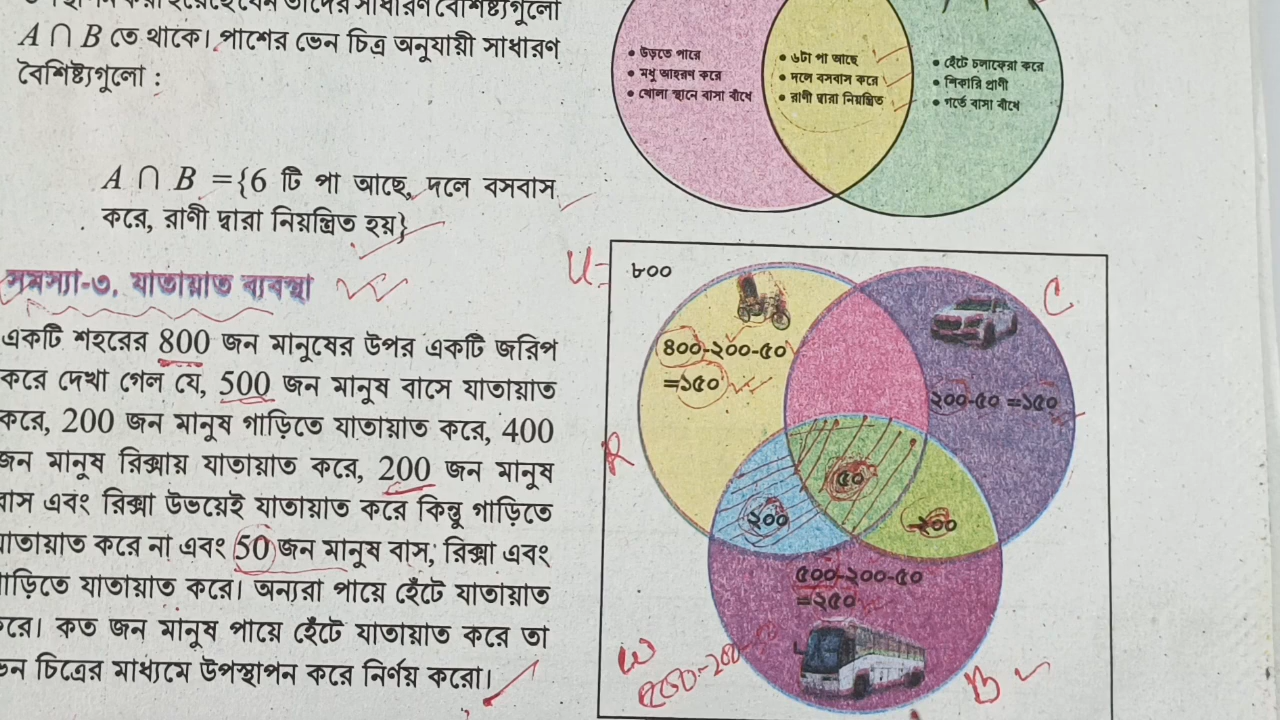 বৈশিষ্ট্যগুলো
A ∩ B তে থাকে। পাশের ভেন চিত্র অনুযায়ী সাধারণ
বৈশিষ্ট্যগুলো :
A ∩ B ={6 টি পা আছে, দলে বসবাস
করে, রাণী দ্বারা নিয়ন্ত্রিত হয়}
সমস্যা-৩. যাতায়াত ব্যবস্থা
একটি শহরের 800 জন মানুষের উপর একটি জরিপ
করে দেখা গেল যে, 500 জন মানুষ বাসে যাতায়াত
করে, 200 জন মানুষ গাড়িতে যাতায়াত করে, 400
জন মানুষ রিক্সায় যাতায়াত করে, 200 জন মানুষ
বাস এবং রিক্সা উভয়েই যাতায়াত করে কিন্তু গাড়িতে
যাতায়াত করে না এবং 50 জন মানুষ বাস, রিক্সা এবং
গাড়িতে যাতায়াত করে। অন্যরা পায়ে হেঁটে যাতায়াত
করে। কত জন মানুষ পায়ে হেঁটে যাতায়াত করে তা
ভেন চিত্রের মাধ্যমে উপস্থাপন করে নির্ণয় করো।
• উড়তে পারে
• মধু আহরণ করে
• খোলা স্থানে বাসা বাঁধে
• ৬টা পা আছে
• দলে বসবাস করে
• রাণী দ্বারা নিয়ন্ত্রিত
• হেঁটে চলাফেরা করে
• শিকারি প্রাণী
• গর্তে বাসা বাঁধে
U=
৮০০
C
৪০০-২০০-৫০
=১৫০
২০০-৫০ =১৫০
R
৫০
২০০
৫০০-২০০-৫০
=২৫০
W
B